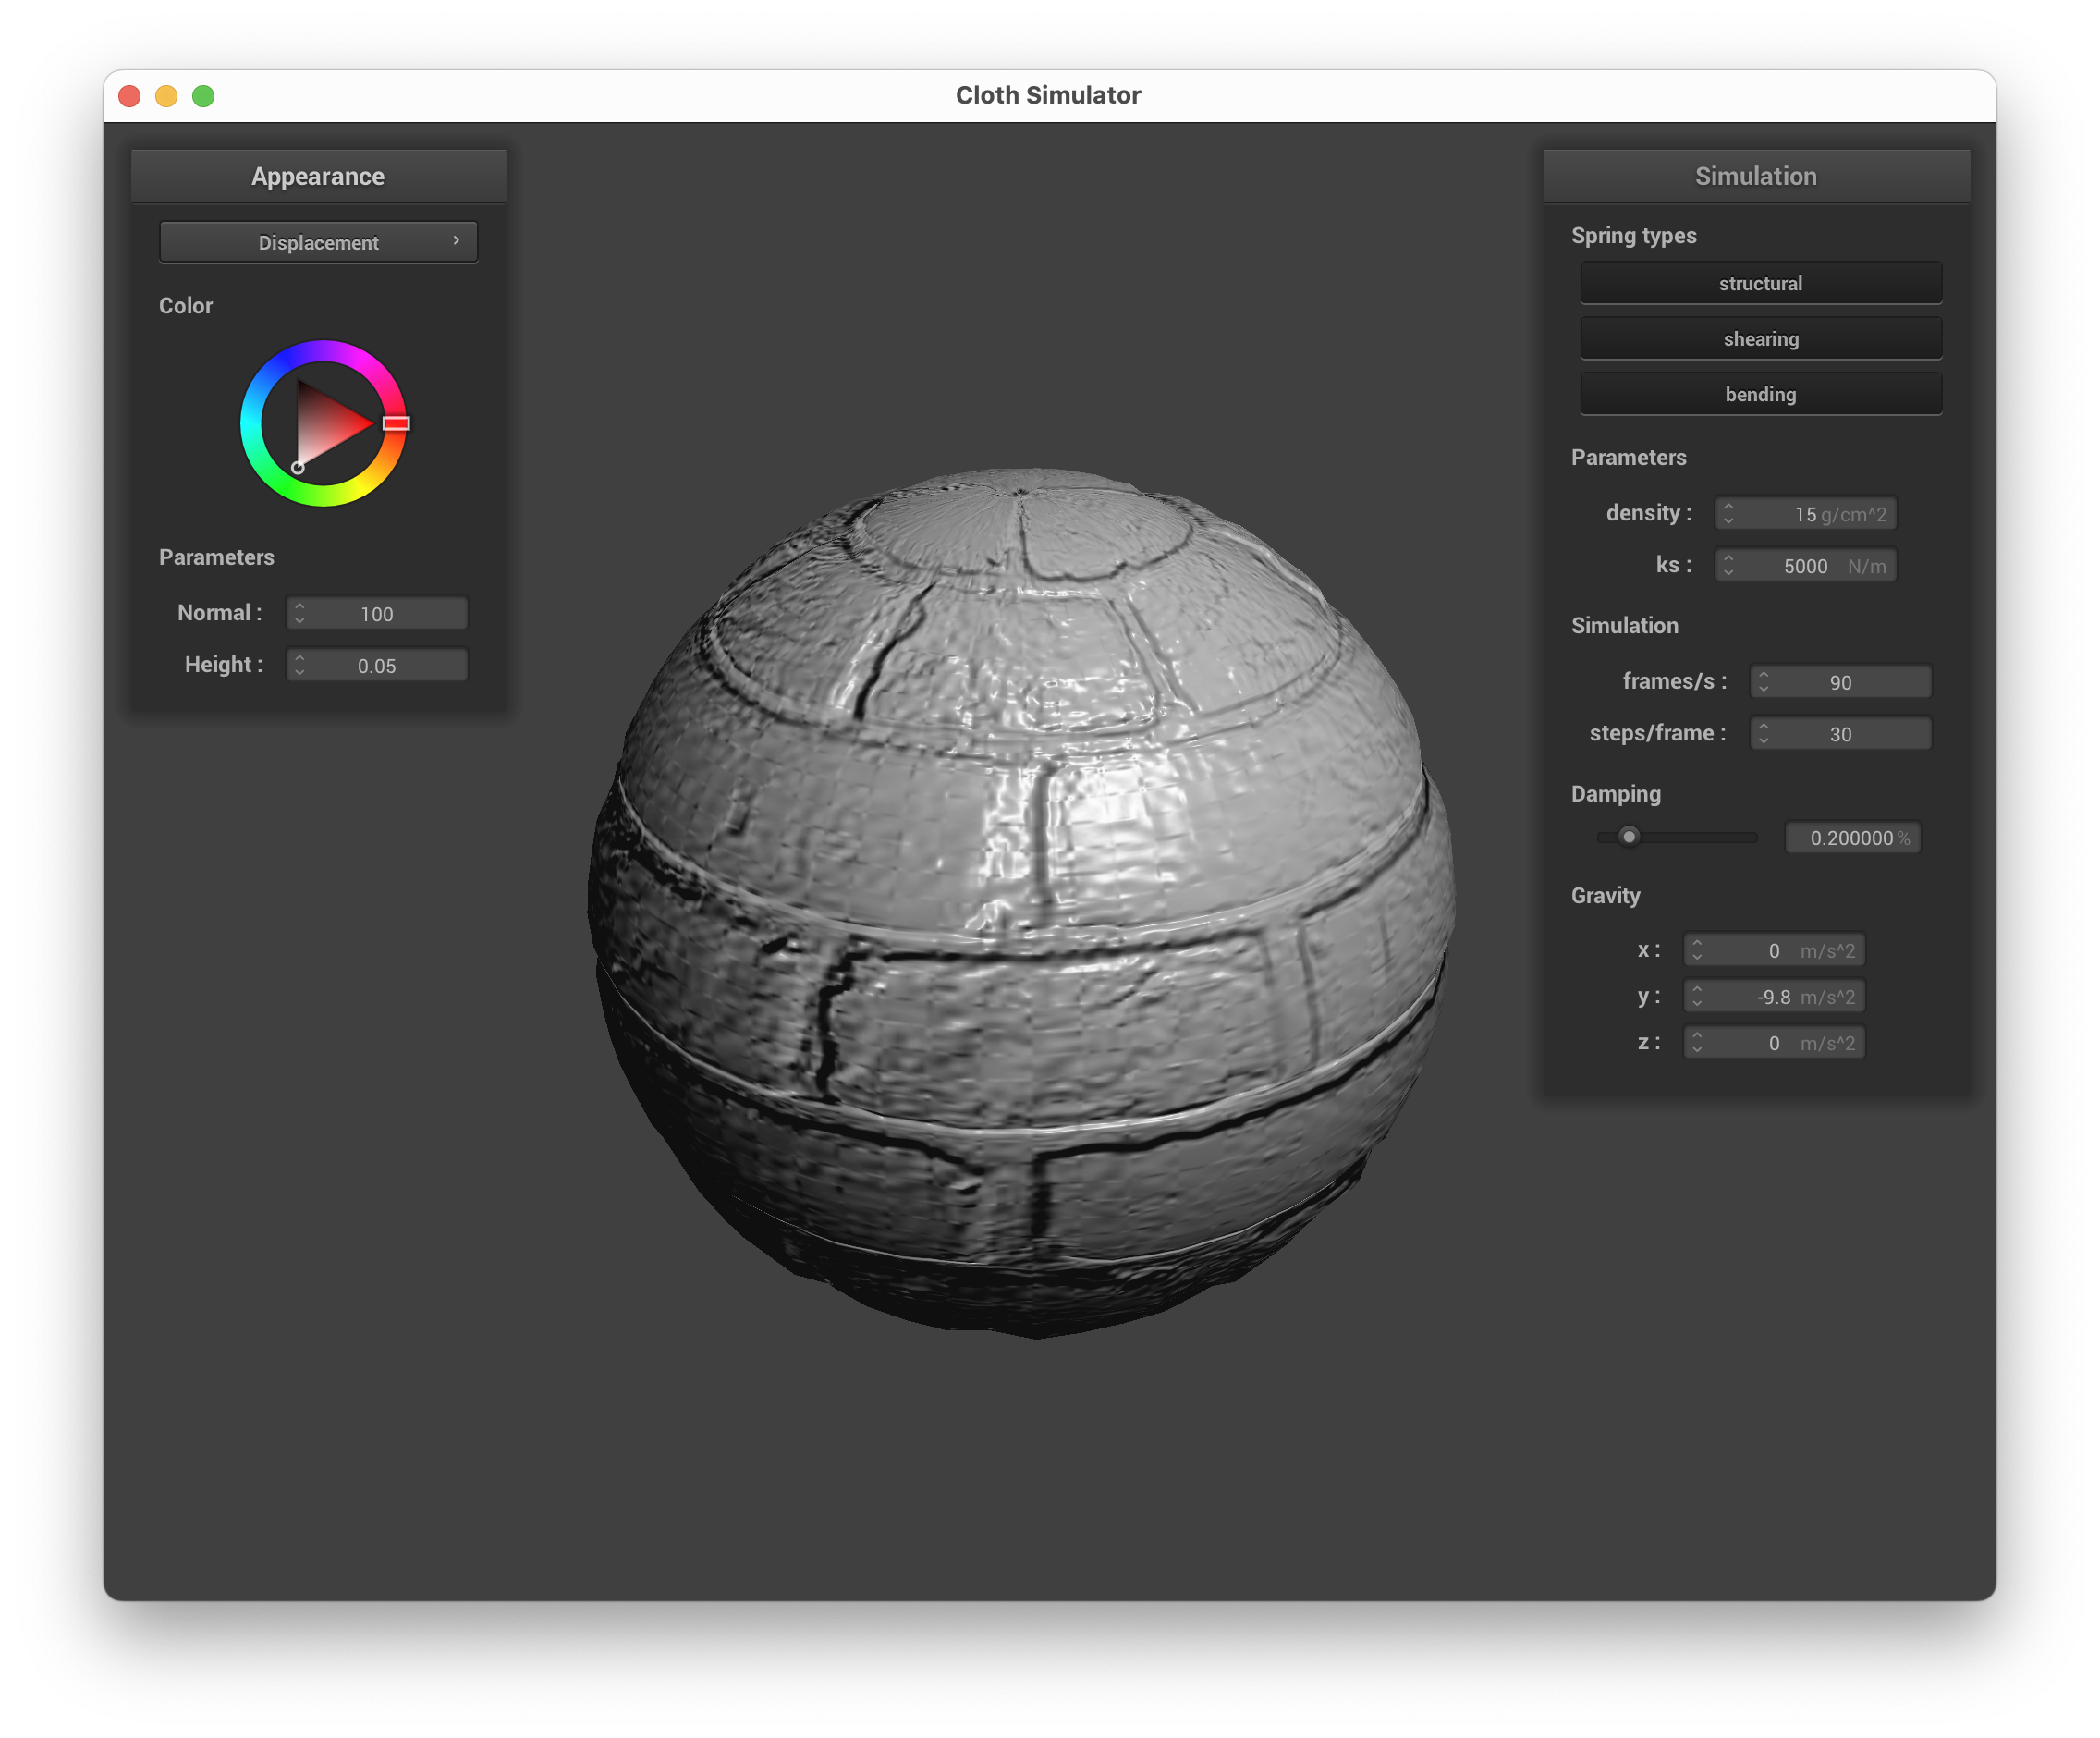 Cloth Simulator
Appearance
Displacement
Color
Parameters
Normal : 100
Height : 0.05
Simulation
Spring types
structural
shearing
bending
Parameters
density : 15 g/cm^2
ks : 5000 N/m
Simulation
frames/s : 90
steps/frame : 30
Damping
0.200000 %
Gravity
x : 0 m/s^2
y : -9.8 m/s^2
z : 0 m/s^2